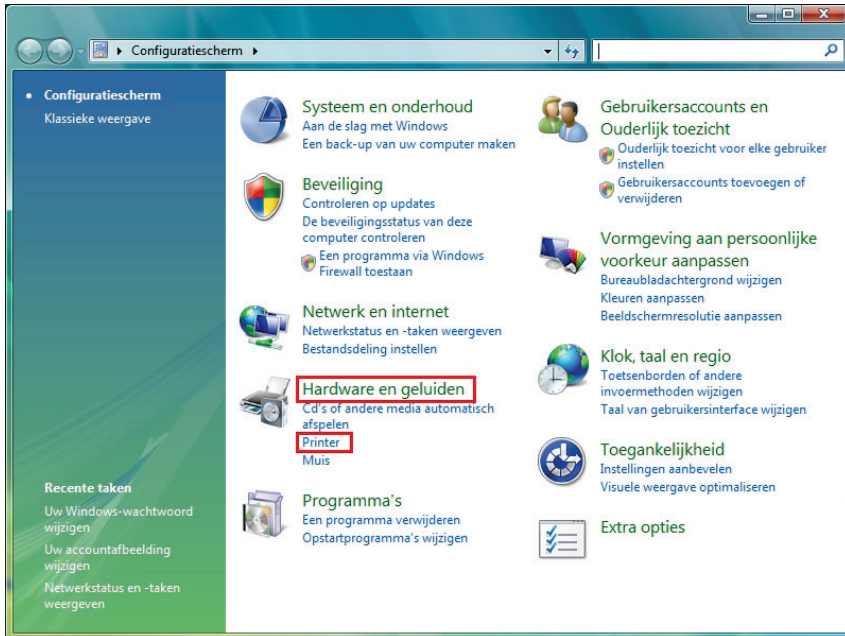 Configuratiescherm
Configuratiescherm
Klassieke weergave
Recente taken
Uw Windows-wachtwoord
wijzigen
Uw accountafbeelding
wijzigen
Netwerkstatus en -taken
weergeven
Systeem en onderhoud
Aan de slag met Windows
Een back-up van uw computer maken
Beveiliging
Controleren op updates
De beveiligingsstatus van deze
computer controleren
Een programma via Windows
Firewall toestaan
Netwerk en internet
Netwerkstatus en -taken weergeven
Bestandsdeling instellen
Hardware en geluiden
Cd's of andere media automatisch
afspelen
Printer
Muis
Programma's
Een programma verwijderen
Opstartprogramma's wijzigen
Gebruikersaccounts en
Ouderlijk toezicht
Ouderlijk toezicht voor elke gebruiker
instellen
Gebruikersaccounts toevoegen of
verwijderen
Vormgeving aan persoonlijke
voorkeur aanpassen
Bureaubladachtergrond wijzigen
Kleuren aanpassen
Beeldschermresolutie aanpassen
Klok, taal en regio
Toetsenborden of andere
invoermethoden wijzigen
Taal van gebruikersinterface wijzigen
Toegankelijkheid
Instellingen aanbevelen
Visuele weergave optimaliseren
Extra opties